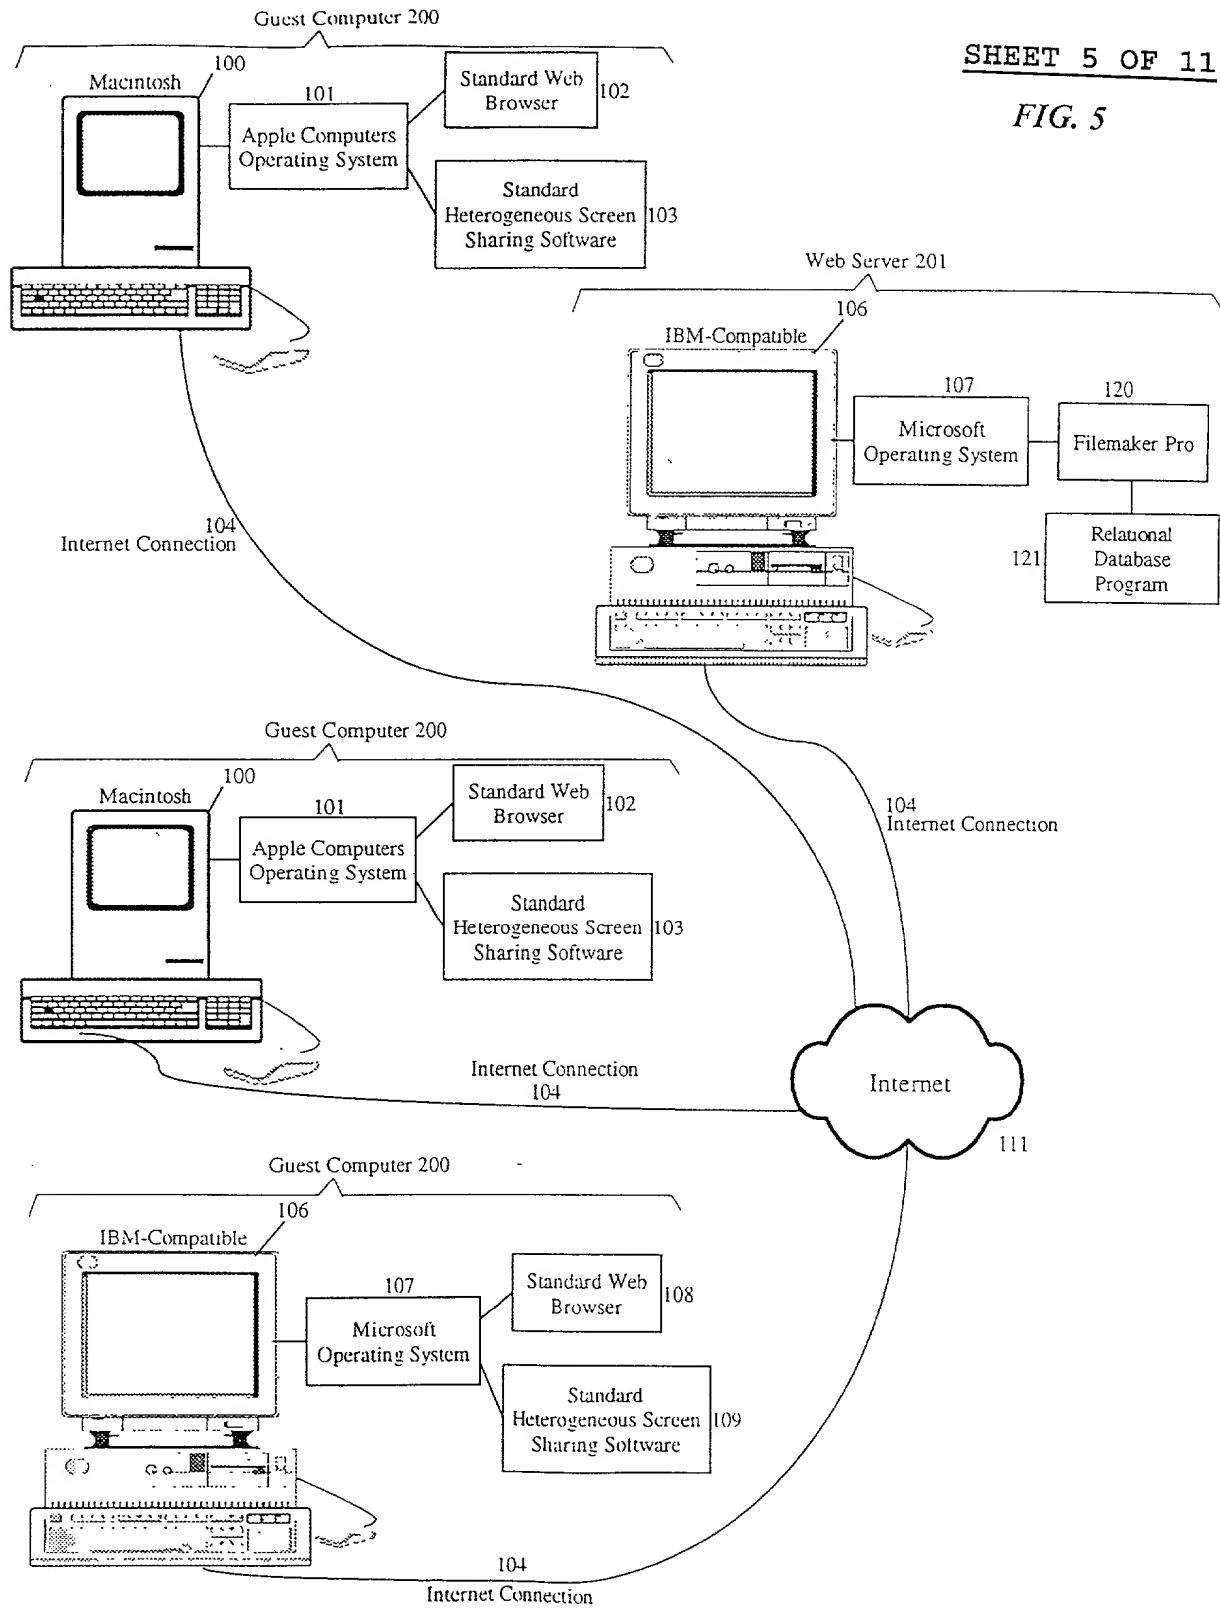 Guest Computer 200
SHEET 5 OF 11
FIG. 5
Macintosh
100
101
Apple Computers
Operating System
Standard Web
Browser
102
Standard
Heterogeneous Screen
Sharing Software
103
Web Server 201
106
IBM-Compatible
107
Microsoft
Operating System
120
Filemaker Pro
121
Relational
Database
Program
104
Internet Connection
Guest Computer 200
100
Macintosh
101
Apple Computers
Operating System
Standard Web
Browser
102
Standard
Heterogeneous Screen
Sharing Software
103
104
Internet Connection
Internet Connection
104
Internet
111
Guest Computer 200
106
IBM-Compatible
107
Microsoft
Operating System
Standard Web
Browser
108
Standard
Heterogeneous Screen
Sharing Software
109
104
Internet Connection